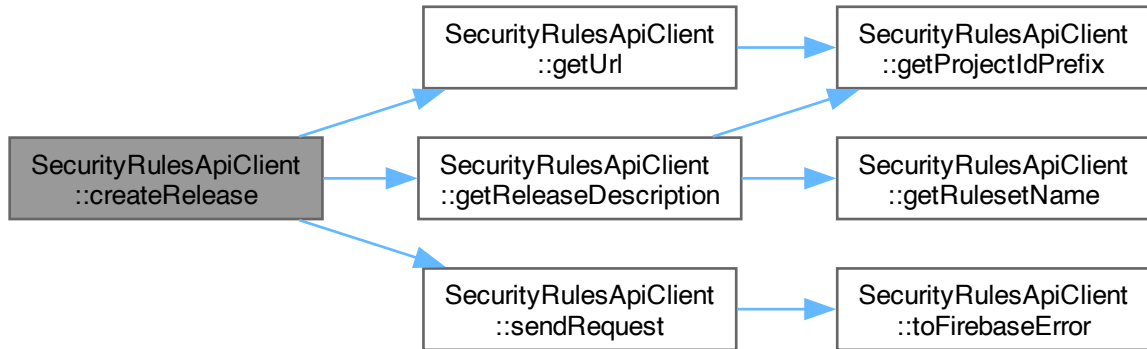 SecurityRulesApiClient
::createRelease
SecurityRulesApiClient
::getUrl
SecurityRulesApiClient
::getReleaseDescription
SecurityRulesApiClient
::sendRequest
SecurityRulesApiClient
::getProjectIdPrefix
SecurityRulesApiClient
::getRulesetName
SecurityRulesApiClient
::toFirebaseError